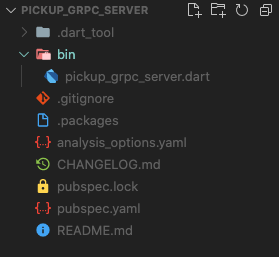 PICKUP_GRPC_SERVER
.dart_tool
bin
pickup_grpc_server.dart
.gitignore
.packages
analysis_options.yaml
CHANGELOG.md
pubspec.lock
pubspec.yaml
README.md